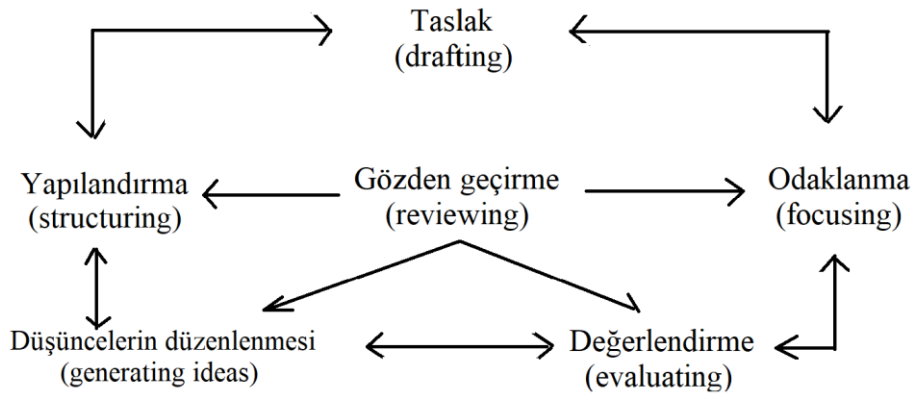 Taslak
(drafting)
Yapılandırma
(structuring)
Gözden geçirme
(reviewing)
Odaklanma
(focusing)
Düşüncelerin düzenlenmesi
(generating ideas)
Değerlendirme
(evaluating)